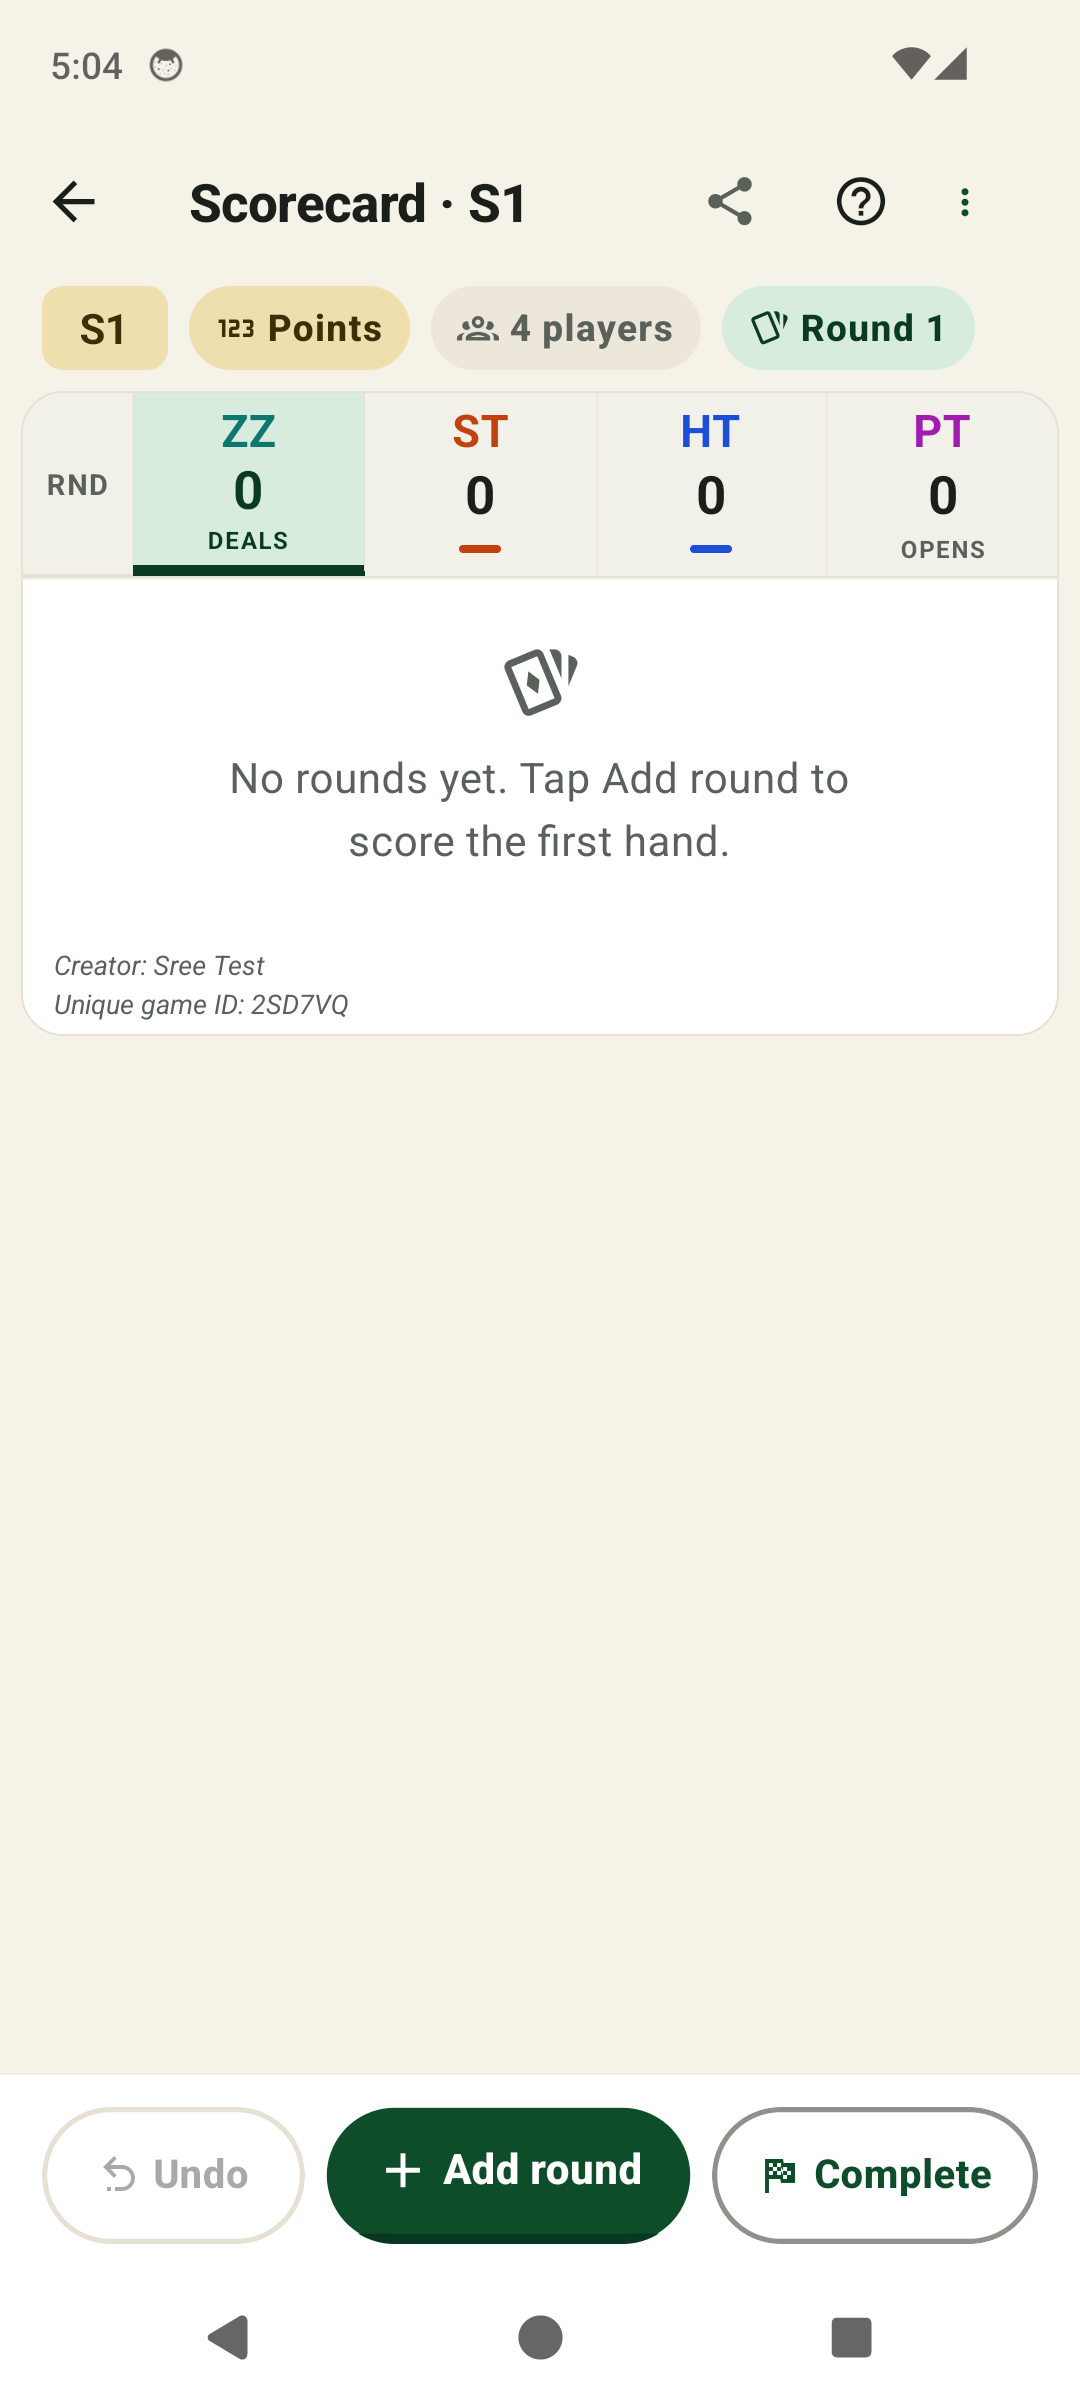 5:04
Scorecard · S1
S1
123 Points
4 players
Round 1
RND
ZZ
0
DEALS
ST
0
HT
0
PT
0
OPENS
No rounds yet. Tap Add round to
score the first hand.
Creator: Sree Test
Unique game ID: 2SD7VQ
Undo
Add round
Complete